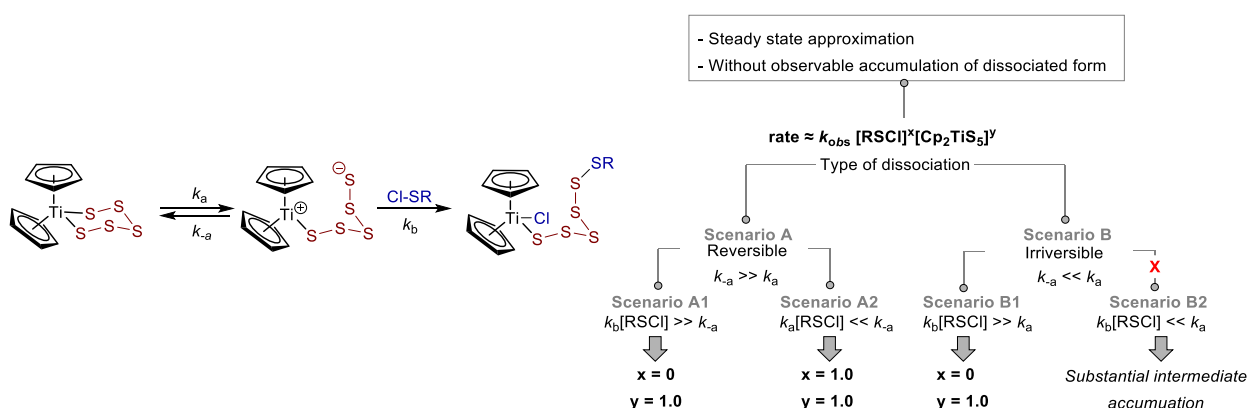 - Steady state approximation
- Without observable accumulation of dissociated form
rate ≈ kobs [RSCl]x[Cp2TiS5]y
Type of dissociation
Ti
S
S
S
S
S
ka
k-a
Ti
⊕
S
S
S
S
S
⊖
Cl-SR
kb
Ti
Cl
S
S
S
S
S
SR
Scenario A
Reversible
k-a >> ka
Scenario B
Irriversible
k-a << ka
X
Scenario A1
kb[RSCl] >> k-a
x = 0
y = 1.0
Scenario A2
ka[RSCl] << k-a
x = 1.0
y = 1.0
Scenario B1
kb[RSCl] >> ka
x = 0
y = 1.0
Scenario B2
kb[RSCl] << ka
Substantial intermediate
accumuation